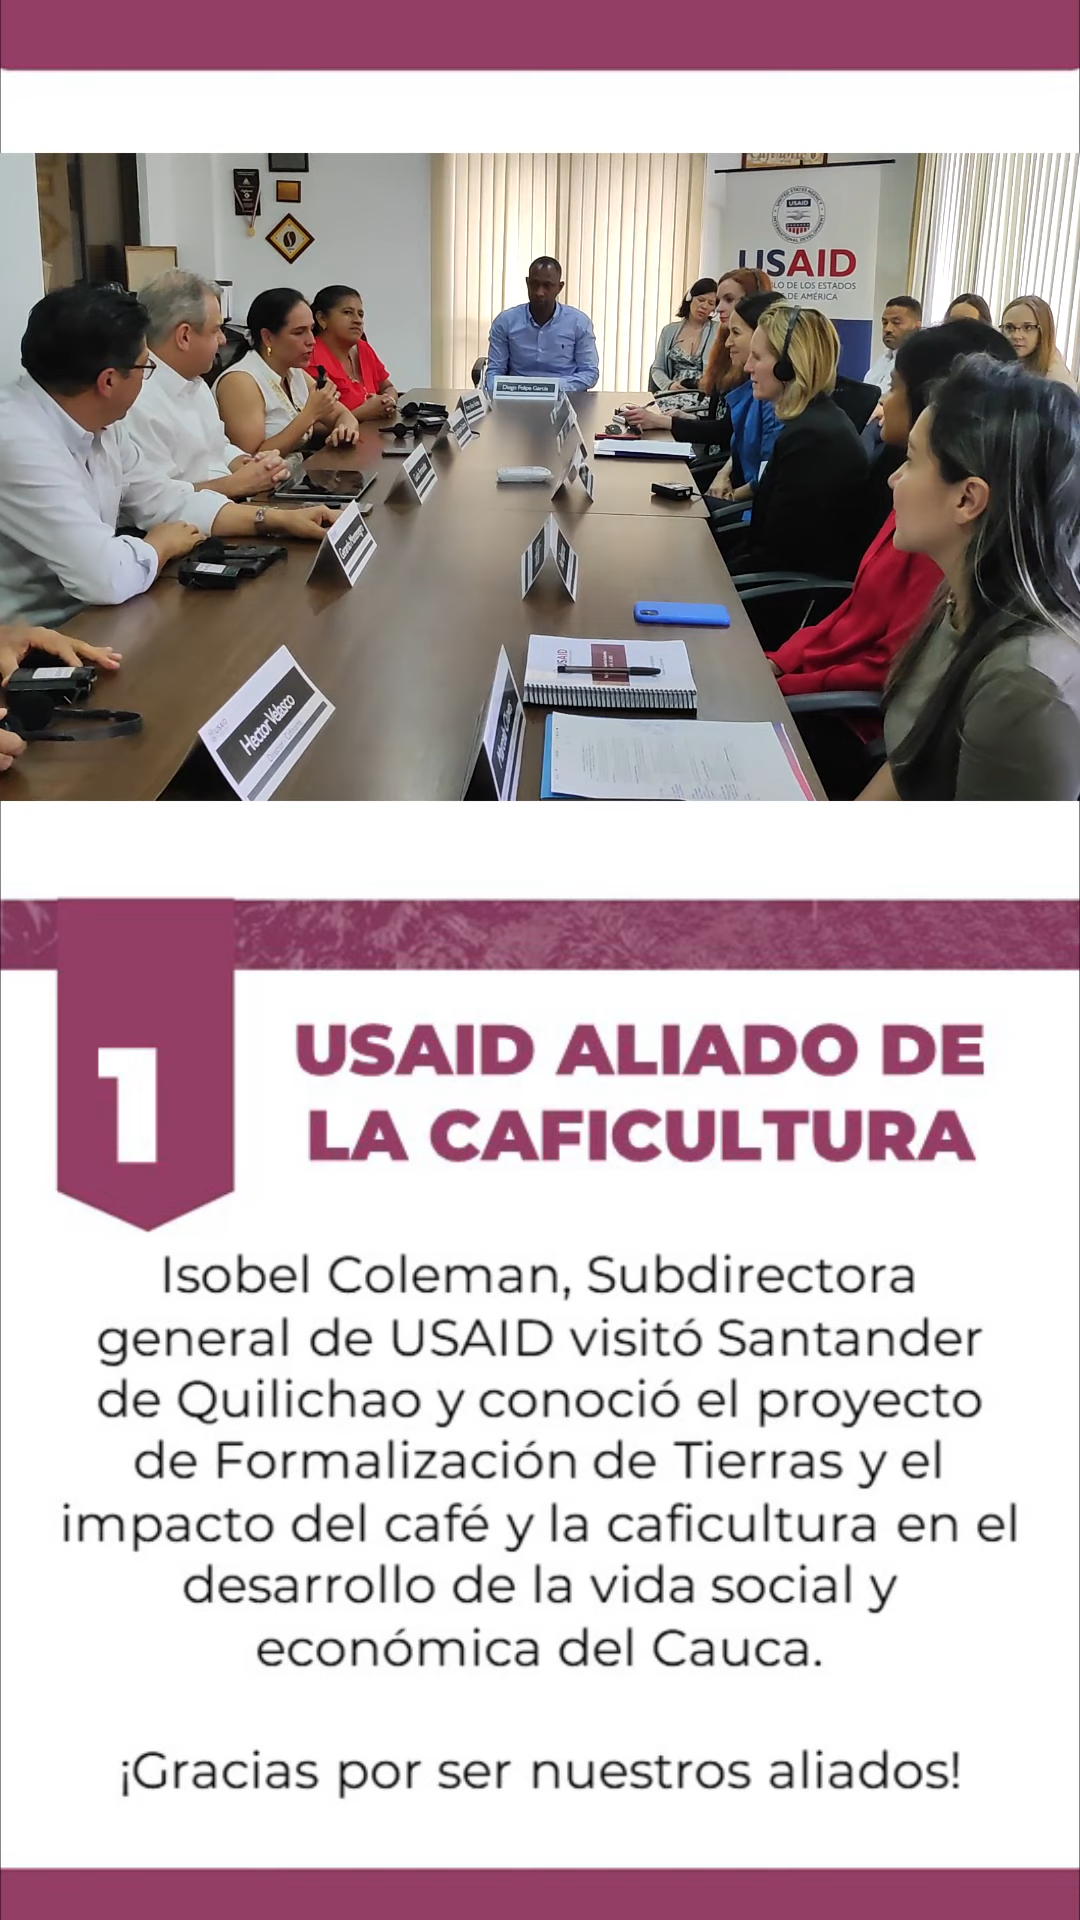 USAID
LO DE LOS ESTADOS
DE AMÉRICA
Diego Felipe García
Hector Velasco
USAID
1
USAID ALIADO DE
LA CAFICULTURA
Isobel Coleman, Subdirectora
general de USAID visitó Santander
de Quilichao y conoció el proyecto
de Formalización de Tierras y el
impacto del café y la caficultura en el
desarrollo de la vida social y
económica del Cauca.
¡Gracias por ser nuestros aliados!